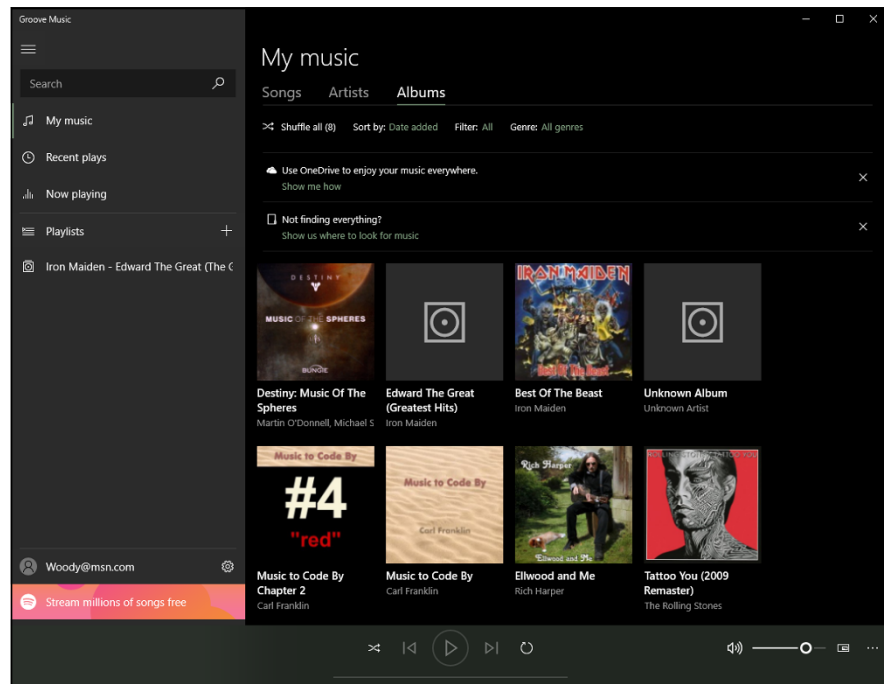 Groove Music
Search
My music
Recent plays
Now playing
Playlists
Iron Maiden - Edward The Great (The G
Woody@msn.com
Stream millions of songs free
My music
Songs Artists Albums
Shuffle all (8) Sort by: Date added Filter: All Genre: All genres
Use OneDrive to enjoy your music everywhere.
Show me how
Not finding everything?
Show us where to look for music
DESTINY
MUSIC OF THE SPHERES
BUNGIE
Destiny: Music Of The
Spheres
Martin O'Donnell, Michael S
Edward The Great
(Greatest Hits)
Iron Maiden
IRON MAIDEN
Best Of The Beast
Best Of The Beast
Iron Maiden
Unknown Album
Unknown Artist
Music to Code By
#4
"red"
Music to Code By
Chapter 2
Carl Franklin
Music to Code By
Carl Franklin
Music to Code By
Carl Franklin
Rich Harper
Ellwood and Me
Ellwood and Me
Rich Harper
ROLLING STONES TATTOO YOU
Tattoo You (2009
Remaster)
The Rolling Stones